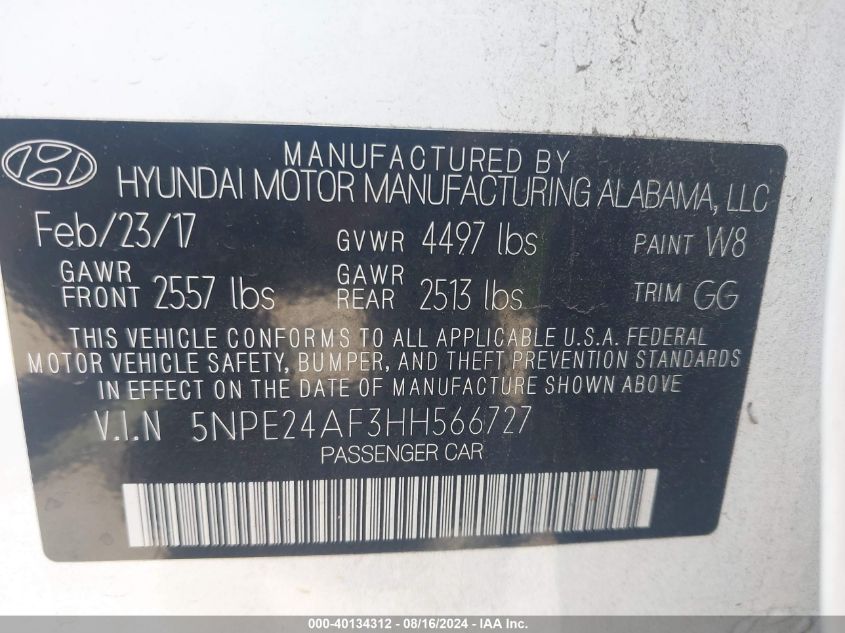 MANUFACTURED BY
HYUNDAI MOTOR MANUFACTURING ALABAMA, LLC
Feb/23/17 GVWR 4497 lbs PAINT W8
GAWR FRONT 2557 lbs GAWR REAR 2513 lbs TRIM GG
THIS VEHICLE CONFORMS TO ALL APPLICABLE U.S.A. FEDERAL
MOTOR VEHICLE SAFETY, BUMPER, AND THEFT PREVENTION STANDARDS
IN EFFECT ON THE DATE OF MANUFACTURE SHOWN ABOVE
V.I.N 5NPE24AF3HH566727
PASSENGER CAR
000-40134312 - 08/16/2024 - IAA Inc.